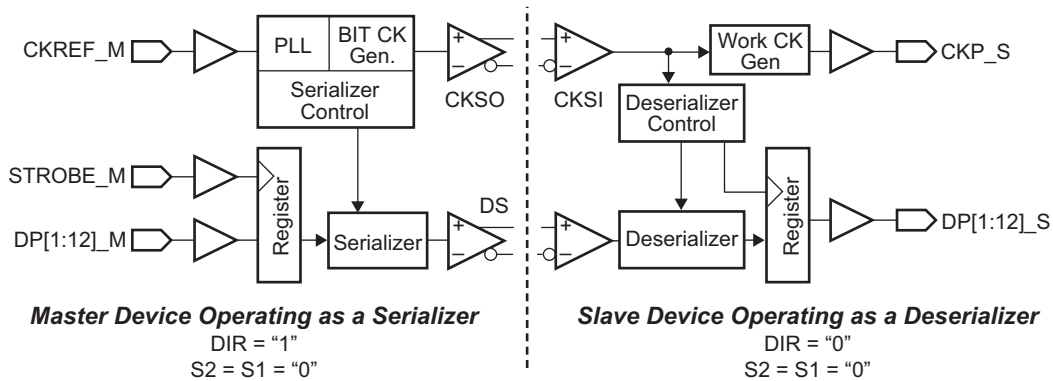 CKREF_M
PLL
BIT CK
Gen.
Serializer
Control
+
−
CKSO
STROBE_M
DP[1:12]_M
Register
Serializer
DS
+
−
Master Device Operating as a Serializer
DIR = “1”
S2 = S1 = “0”
+
−
CKSI
Work CK
Gen
CKP_S
Deserializer
Control
+
−
Deserializer
Register
DP[1:12]_S
Slave Device Operating as a Deserializer
DIR = “0”
S2 = S1 = “0”